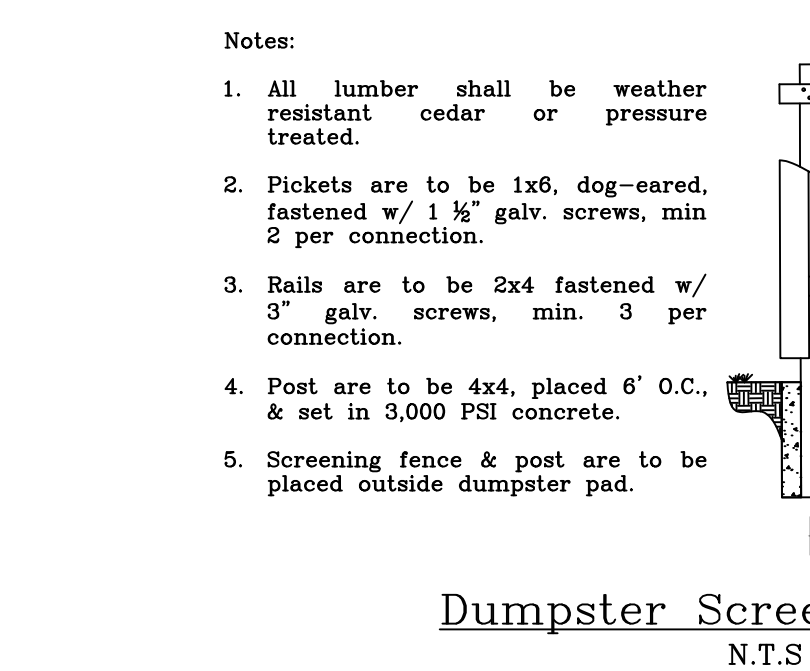 Notes:
1. All lumber shall be weather
resistant cedar or pressure
treated.
2. Pickets are to be 1x6, dog-eared,
fastened w/ 1 ½” galv. screws, min
2 per connection.
3. Rails are to be 2x4 fastened w/
3” galv. screws, min. 3 per
connection.
4. Post are to be 4x4, placed 6’ O.C.,
& set in 3,000 PSI concrete.
5. Screening fence & post are to be
placed outside dumpster pad.
Dumpster Scree
N.T.S